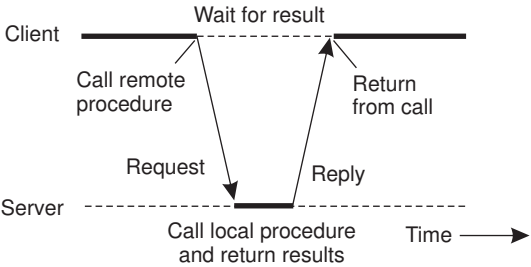 Wait for result
Client
Call remote
procedure
Return
from call
Request
Reply
Server
Call local procedure
and return results
Time